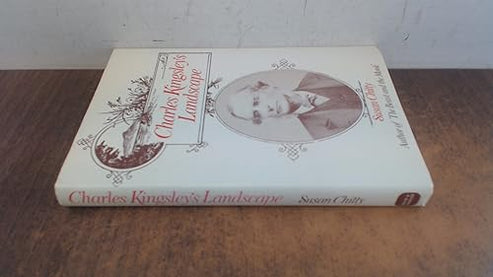 Charles Kingsley's
Landscape
Susan Chitty
Author of The Beast and the Monk
Charles Kingsley's Landscape Susan Chitty